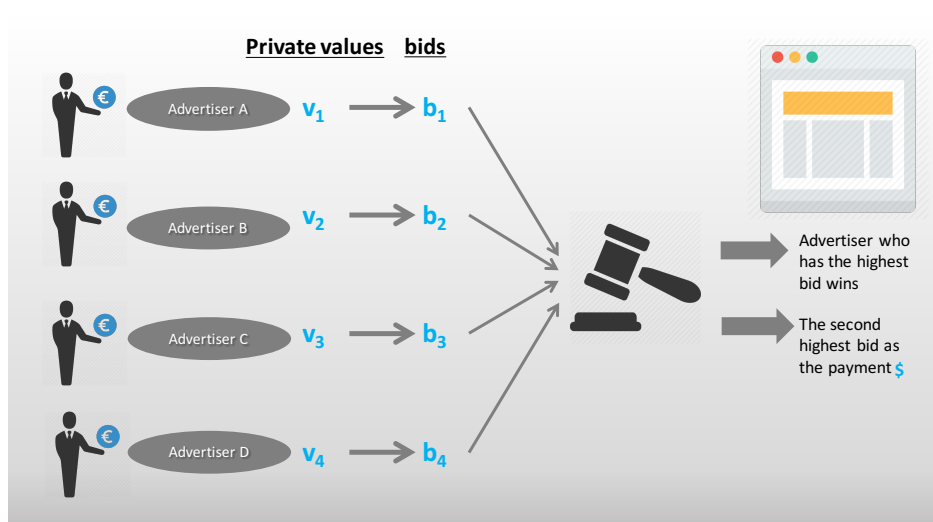 Private values bids
€ Advertiser A v₁ b₁
€ Advertiser B v₂ b₂
Advertiser who
has the highest
bid wins
€ Advertiser C v₃ b₃
The second
highest bid as
the payment $
€ Advertiser D v₄ b₄